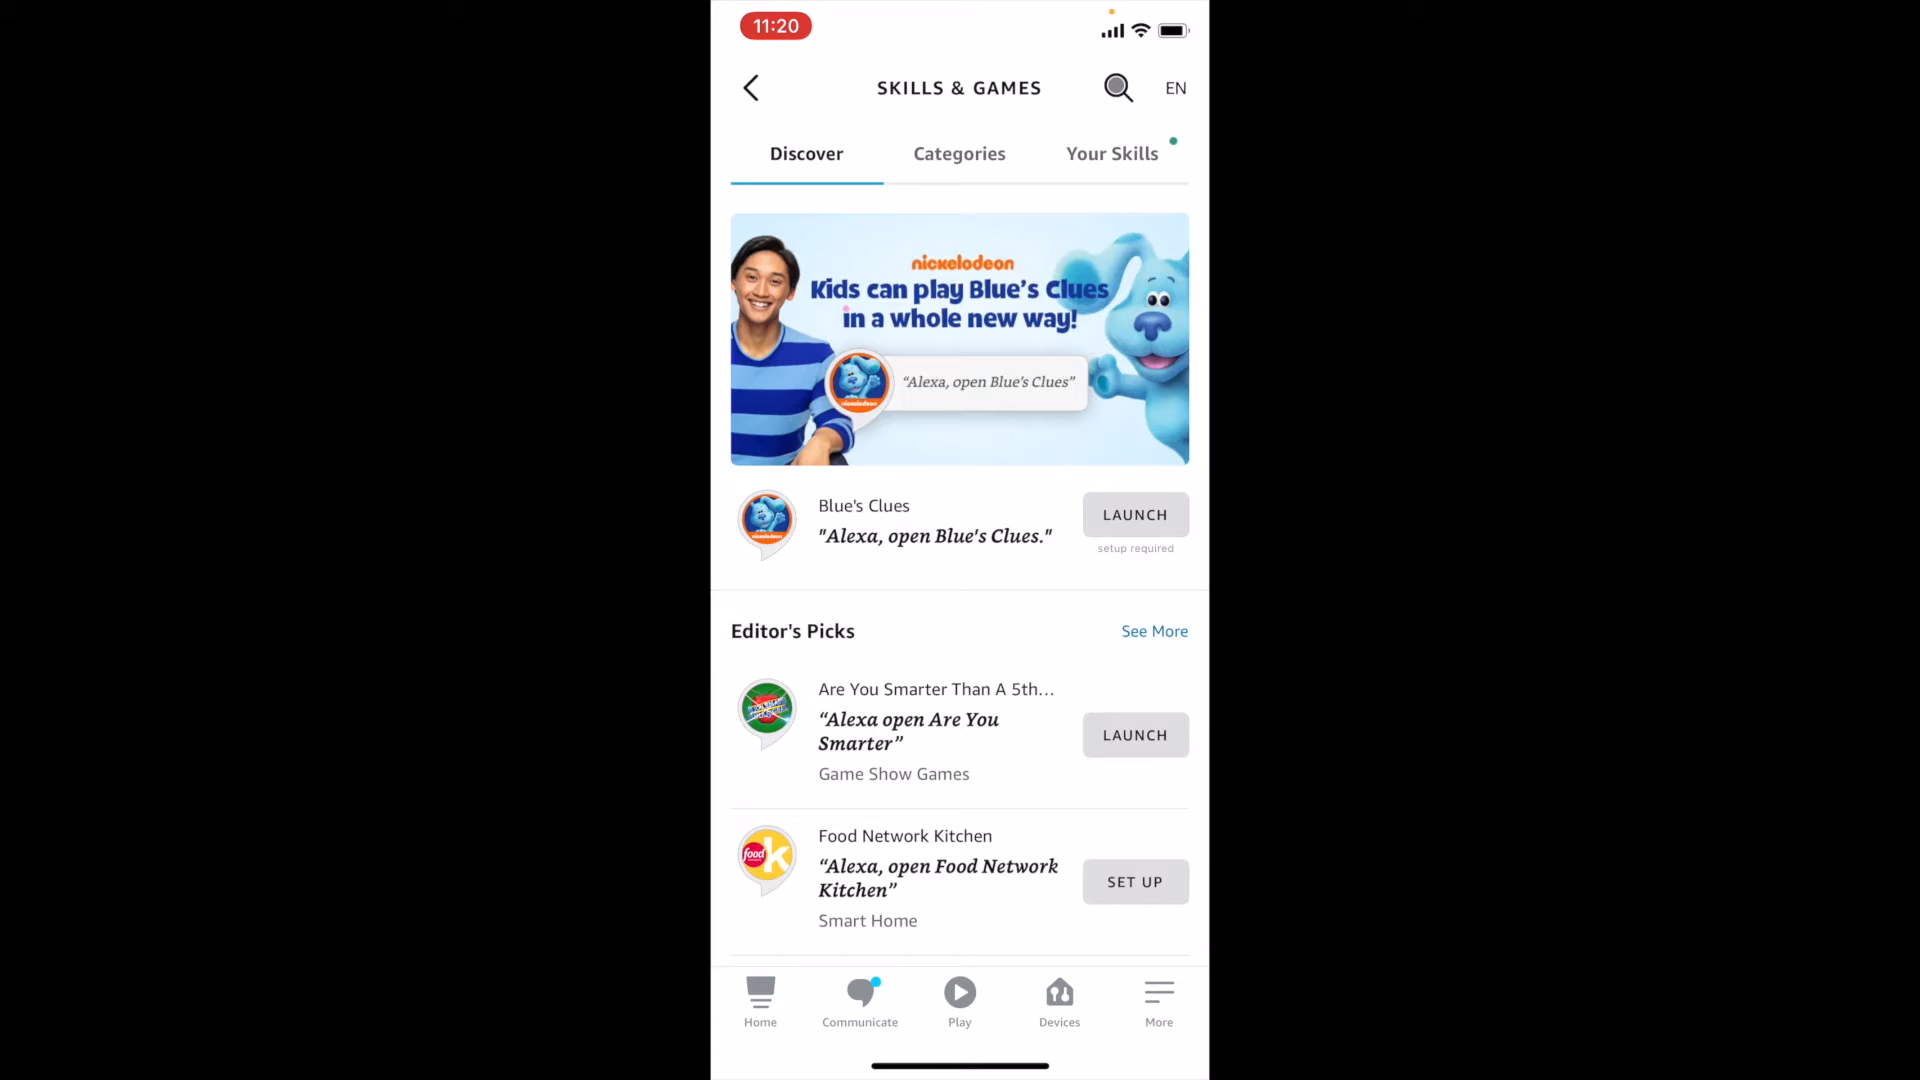 11:20
SKILLS & GAMES
EN
Discover
Categories
Your Skills
nickelodeon
Kids can play Blue's Clues
in a whole new way!
nickelodeon
“Alexa, open Blue's Clues”
nickelodeon
Blue's Clues
"Alexa, open Blue's Clues."
LAUNCH
setup required
Editor's Picks
See More
Are You Smarter Than A 5th...
“Alexa open Are You
Smarter”
Game Show Games
LAUNCH
food
k
Food Network Kitchen
“Alexa, open Food Network
Kitchen”
Smart Home
SET UP
Home
Communicate
Play
Devices
More